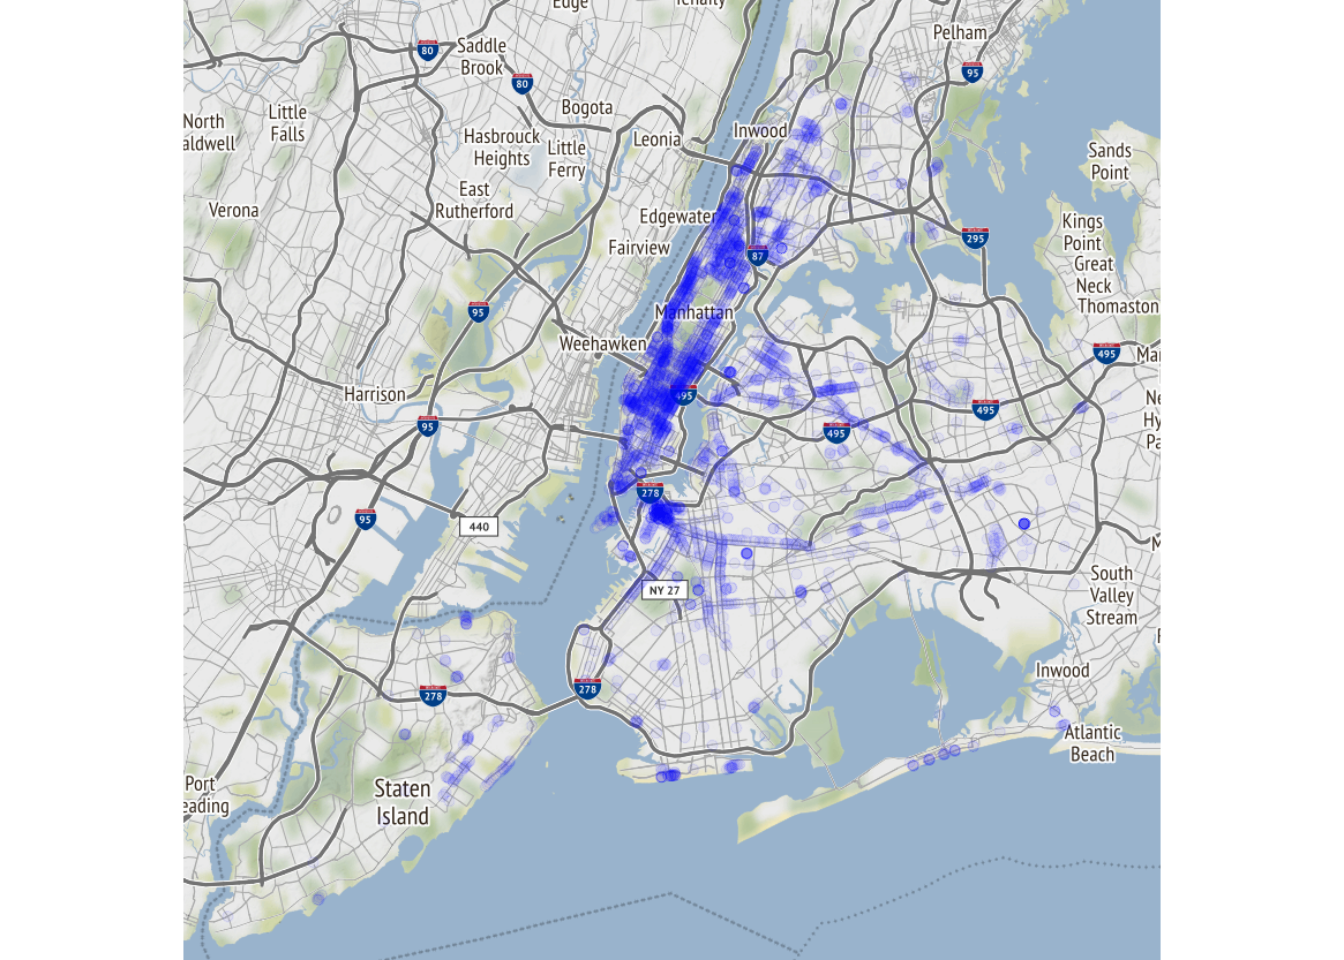 Edge
Tenafly
Pelham
80
Saddle
Brook
95
80
Bogota
Little
Falls
North
aldwell
Inwood
Hasbrouck
Heights
Leonia
Little
Ferry
Sands
Point
East
Rutherford
Verona
Edgewater
Kings
Point
295
Fairview
87
Great
Neck
Thomaston
95
Manhattan
Weehawken
495
Mar
Harrison
495
Ne
Hy
Pa
495
95
495
278
95
440
M
South
Valley
Stream
NY 27
Inwood
278
278
Atlantic
Beach
Port
eading
Staten
Island